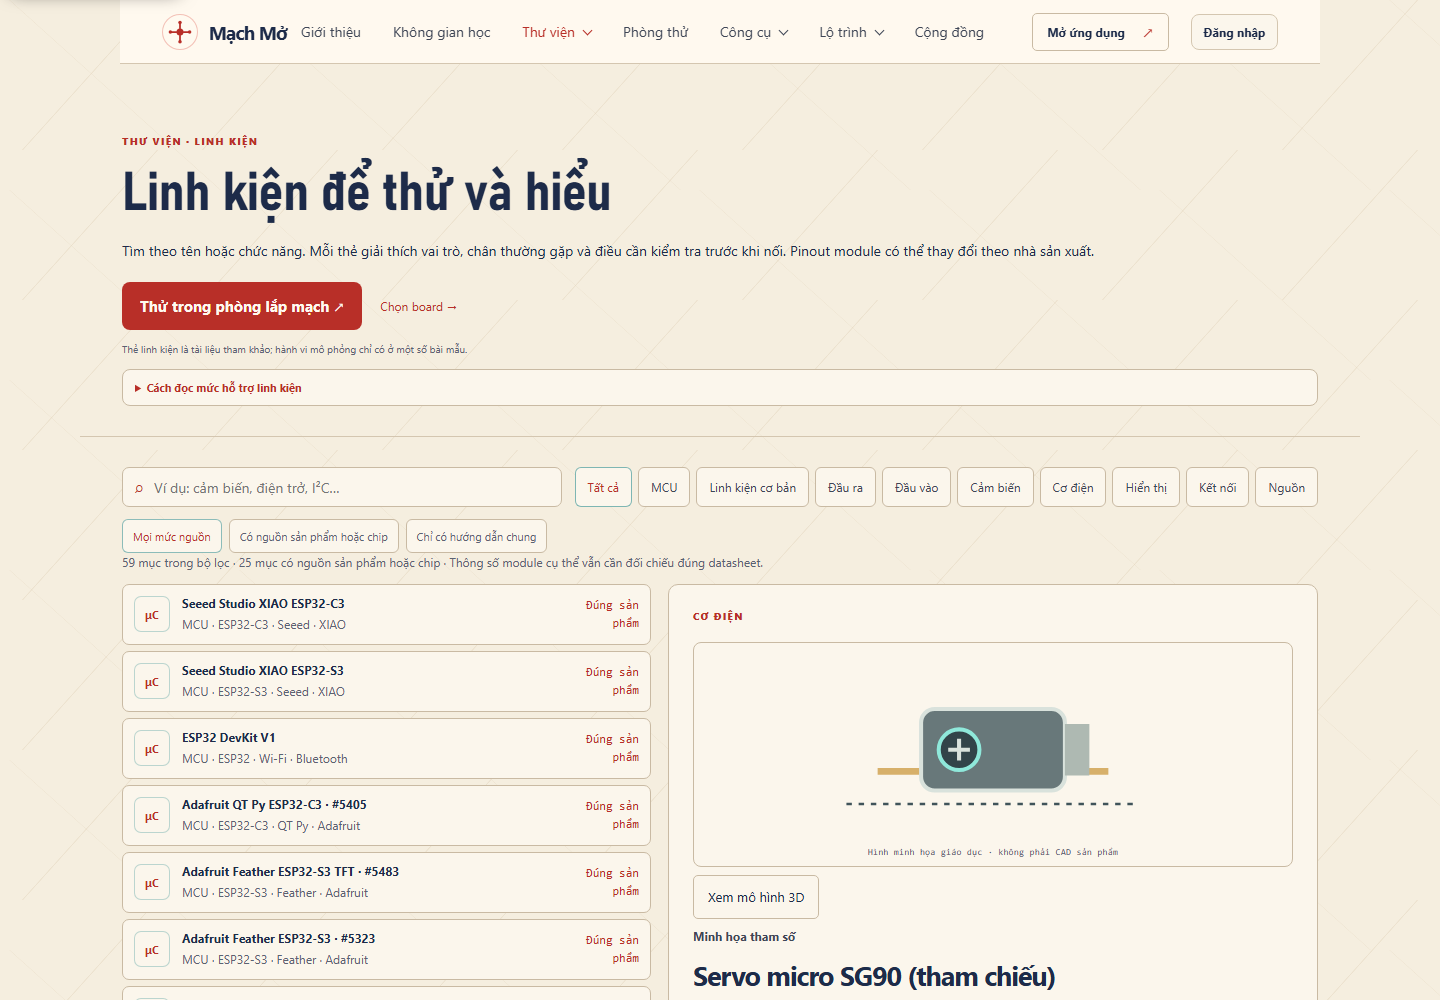 Mạch Mở
Giới thiệu
Không gian học
Thư viện
Phòng thử
Công cụ
Lộ trình
Cộng đồng
Mở ứng dụng ↗
Đăng nhập
THƯ VIỆN · LINH KIỆN
Linh kiện để thử và hiểu
Tìm theo tên hoặc chức năng. Mỗi thẻ giải thích vai trò, chân thường gặp và điều cần kiểm tra trước khi nối. Pinout module có thể thay đổi theo nhà sản xuất.
Thử trong phòng lắp mạch ↗
Chọn board →
Thẻ linh kiện là tài liệu tham khảo; hành vi mô phỏng chỉ có ở một số bài mẫu.
▶ Cách đọc mức hỗ trợ linh kiện
Ví dụ: cảm biến, điện trở, I²C...
Tất cả
MCU
Linh kiện cơ bản
Đầu ra
Đầu vào
Cảm biến
Cơ điện
Hiển thị
Kết nối
Nguồn
Mọi mức nguồn
Có nguồn sản phẩm hoặc chip
Chỉ có hướng dẫn chung
59 mục trong bộ lọc · 25 mục có nguồn sản phẩm hoặc chip · Thông số module cụ thể vẫn cần đối chiếu đúng datasheet.
µC
Seeed Studio XIAO ESP32-C3
MCU · ESP32-C3 · Seeed · XIAO
Đúng sản
phẩm
µC
Seeed Studio XIAO ESP32-S3
MCU · ESP32-S3 · Seeed · XIAO
Đúng sản
phẩm
µC
ESP32 DevKit V1
MCU · ESP32 · Wi-Fi · Bluetooth
Đúng sản
phẩm
µC
Adafruit QT Py ESP32-C3 · #5405
MCU · ESP32-C3 · QT Py · Adafruit
Đúng sản
phẩm
µC
Adafruit Feather ESP32-S3 TFT · #5483
MCU · ESP32-S3 · Feather · Adafruit
Đúng sản
phẩm
µC
Adafruit Feather ESP32-S3 · #5323
MCU · ESP32-S3 · Feather · Adafruit
Đúng sản
phẩm
CƠ ĐIỆN
Hình minh họa giáo dục · không phải CAD sản phẩm
Xem mô hình 3D
Minh họa tham số
Servo micro SG90 (tham chiếu)